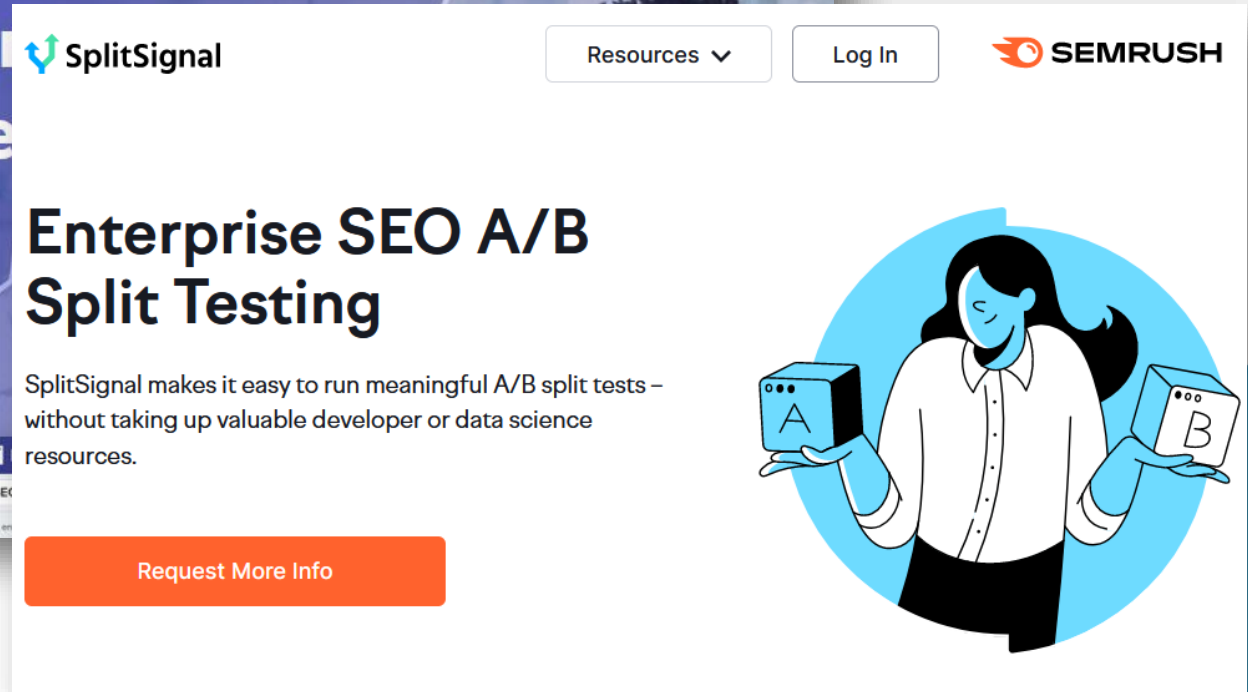 SplitSignal
Resources
Log In
SEMRUSH
Enterprise SEO A/B
Split Testing
SplitSignal makes it easy to run meaningful A/B split tests –
without taking up valuable developer or data science
resources.
A
B
Request More Info